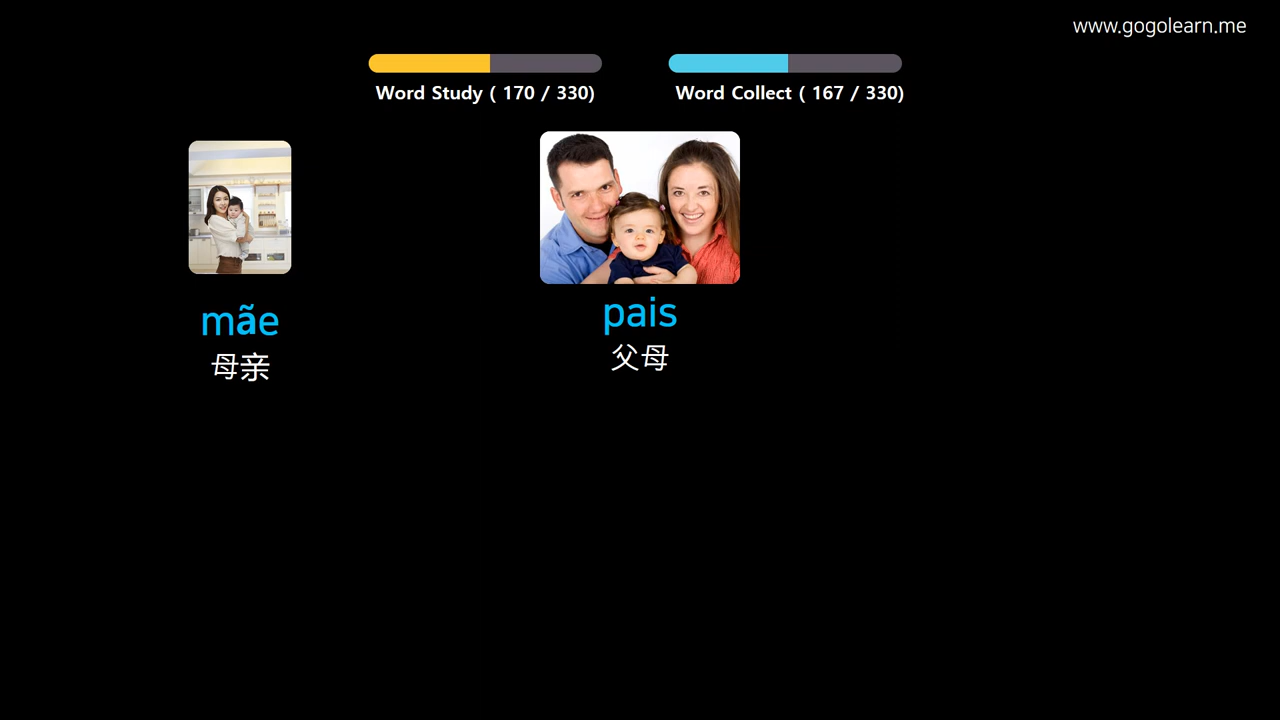 www.gogolearn.me
Word Study ( 170 / 330)
Word Collect ( 167 / 330)
mãe
母亲
pais
父母